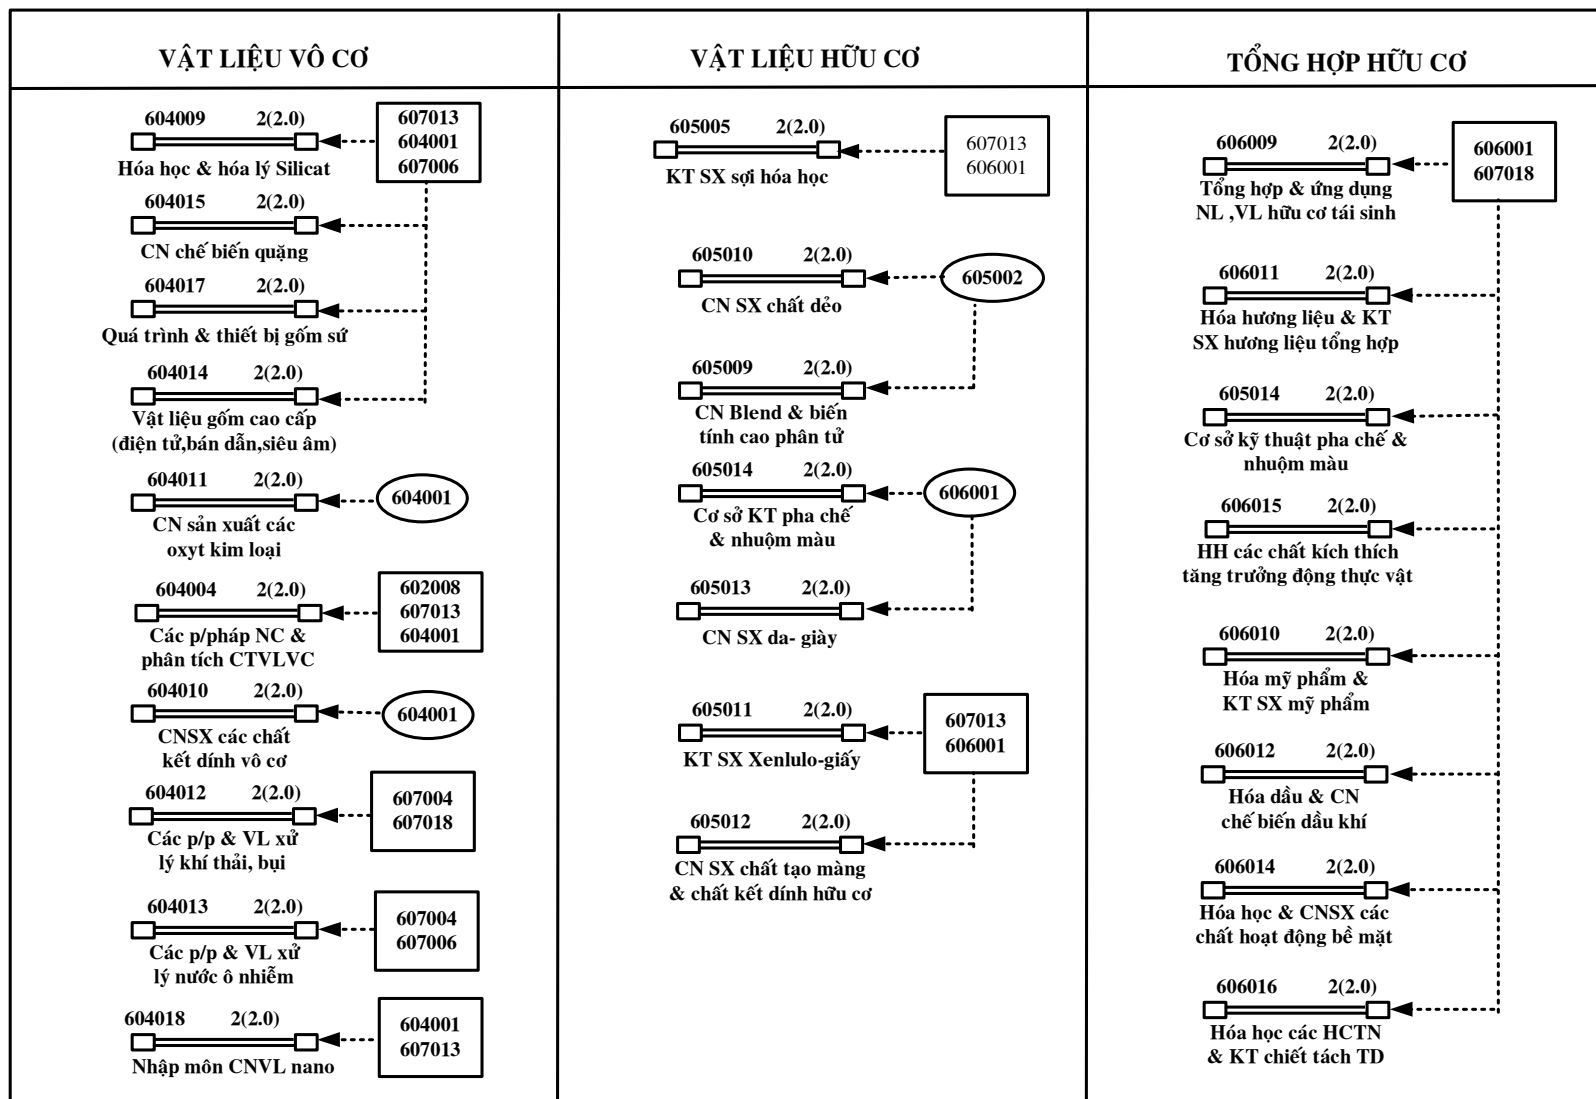 VẬT LIỆU VÔ CƠ
604009 2(2.0)
Hóa học & hóa lý Silicat
607013
604001
607006
604015 2(2.0)
CN chế biến quặng
604017 2(2.0)
Quá trình & thiết bị gốm sứ
604014 2(2.0)
Vật liệu gốm cao cấp
(điện tử,bán dẫn,siêu âm)
604011 2(2.0)
CN sản xuất các
oxyt kim loại
604001
604004 2(2.0)
Các p/pháp NC &
phân tích CTVLVC
602008
607013
604001
604010 2(2.0)
CNSX các chất
kết dính vô cơ
604001
604012 2(2.0)
Các p/p & VL xử
lý khí thải, bụi
607004
607018
604013 2(2.0)
Các p/p & VL xử
lý nước ô nhiễm
607004
607006
604018 2(2.0)
Nhập môn CNVL nano
604001
607013
VẬT LIỆU HỮU CƠ
605005 2(2.0)
KT SX sợi hóa học
607013
606001
605010 2(2.0)
CN SX chất dẻo
605002
605009 2(2.0)
CN Blend & biến
tính cao phân tử
605014 2(2.0)
Cơ sở KT pha chế
& nhuộm màu
606001
605013 2(2.0)
CN SX da- giày
605011 2(2.0)
KT SX Xenlulo-giấy
607013
606001
605012 2(2.0)
CN SX chất tạo màng
& chất kết dính hữu cơ
TỔNG HỢP HỮU CƠ
606009 2(2.0)
Tổng hợp & ứng dụng
NL ,VL hữu cơ tái sinh
606001
607018
606011 2(2.0)
Hóa hương liệu & KT
SX hương liệu tổng hợp
605014 2(2.0)
Cơ sở kỹ thuật pha chế &
nhuộm màu
606015 2(2.0)
HH các chất kích thích
tăng trưởng động thực vật
606010 2(2.0)
Hóa mỹ phẩm &
KT SX mỹ phẩm
606012 2(2.0)
Hóa dầu & CN
chế biến dầu khí
606014 2(2.0)
Hóa học & CNSX các
chất hoạt động bề mặt
606016 2(2.0)
Hóa học các HCTN
& KT chiết tách TD